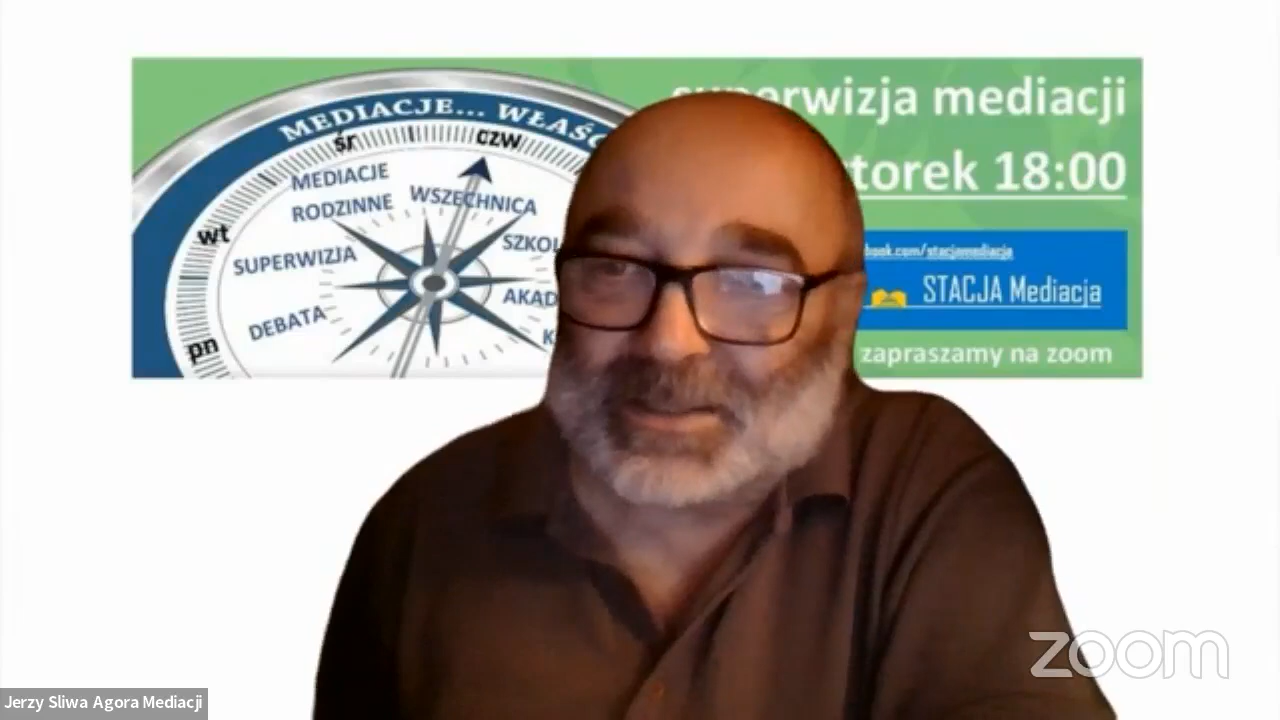 MEDIACJE... WŁAŚC
śr
czw
wt
pn
MEDIACJE
RODZINNE
WSZECHNICA
SUPERWIZJA
SZKOL
DEBATA
AKAD
K
superwizja mediacji
torek 18:00
book.com/stacjamediacja
STACJA Mediacja
zapraszamy na zoom
zoom
Jerzy Sliwa Agora Mediacji